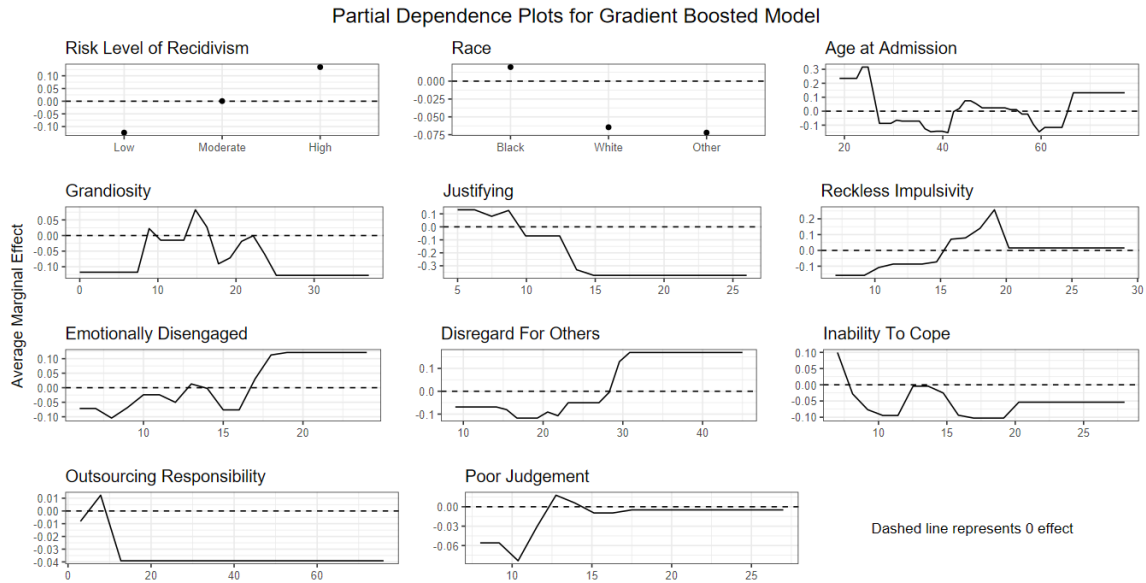 Partial Dependence Plots for Gradient Boosted Model
Average Marginal Effect
Risk Level of Recidivism
0.10
0.05
0.00
-0.05
-0.10
Low Moderate High
Race
0.000
-0.025
-0.050
-0.075
Black White Other
Age at Admission
0.3
0.2
0.1
0.0
-0.1
20 40 60
Grandiosity
0.05
0.00
-0.05
-0.10
0 10 20 30
Justifying
0.1
0.0
-0.1
-0.2
-0.3
5 10 15 20 25
Reckless Impulsivity
0.2
0.1
0.0
-0.1
10 15 20 25 30
Emotionally Disengaged
0.10
0.05
0.00
-0.05
-0.10
10 15 20
Disregard For Others
0.1
0.0
-0.1
10 20 30 40
Inability To Cope
0.10
0.05
0.00
-0.05
-0.10
10 15 20 25
Outsourcing Responsibility
0.01
0.00
-0.01
-0.02
-0.03
-0.04
0 20 40 60
Poor Judgement
0.00
-0.03
-0.06
10 15 20 25
Dashed line represents 0 effect